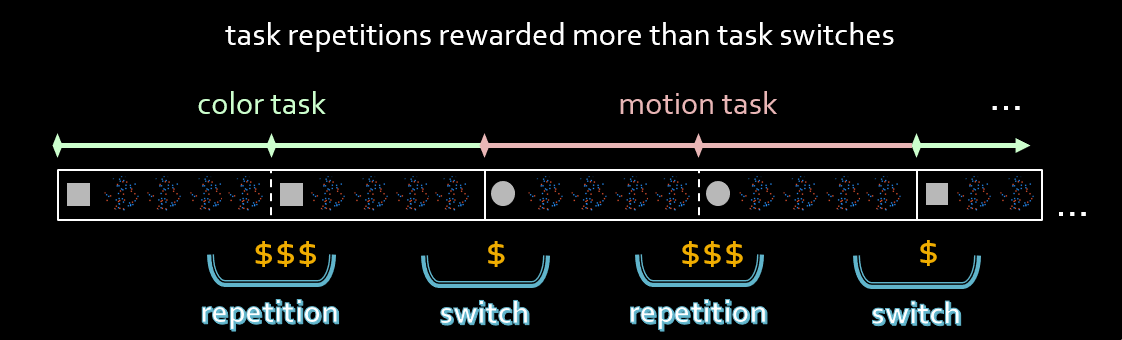 task repetitions rewarded more than task switches
color task motion task ...
...
$$$ $ $$$ $
repetition switch repetition switch